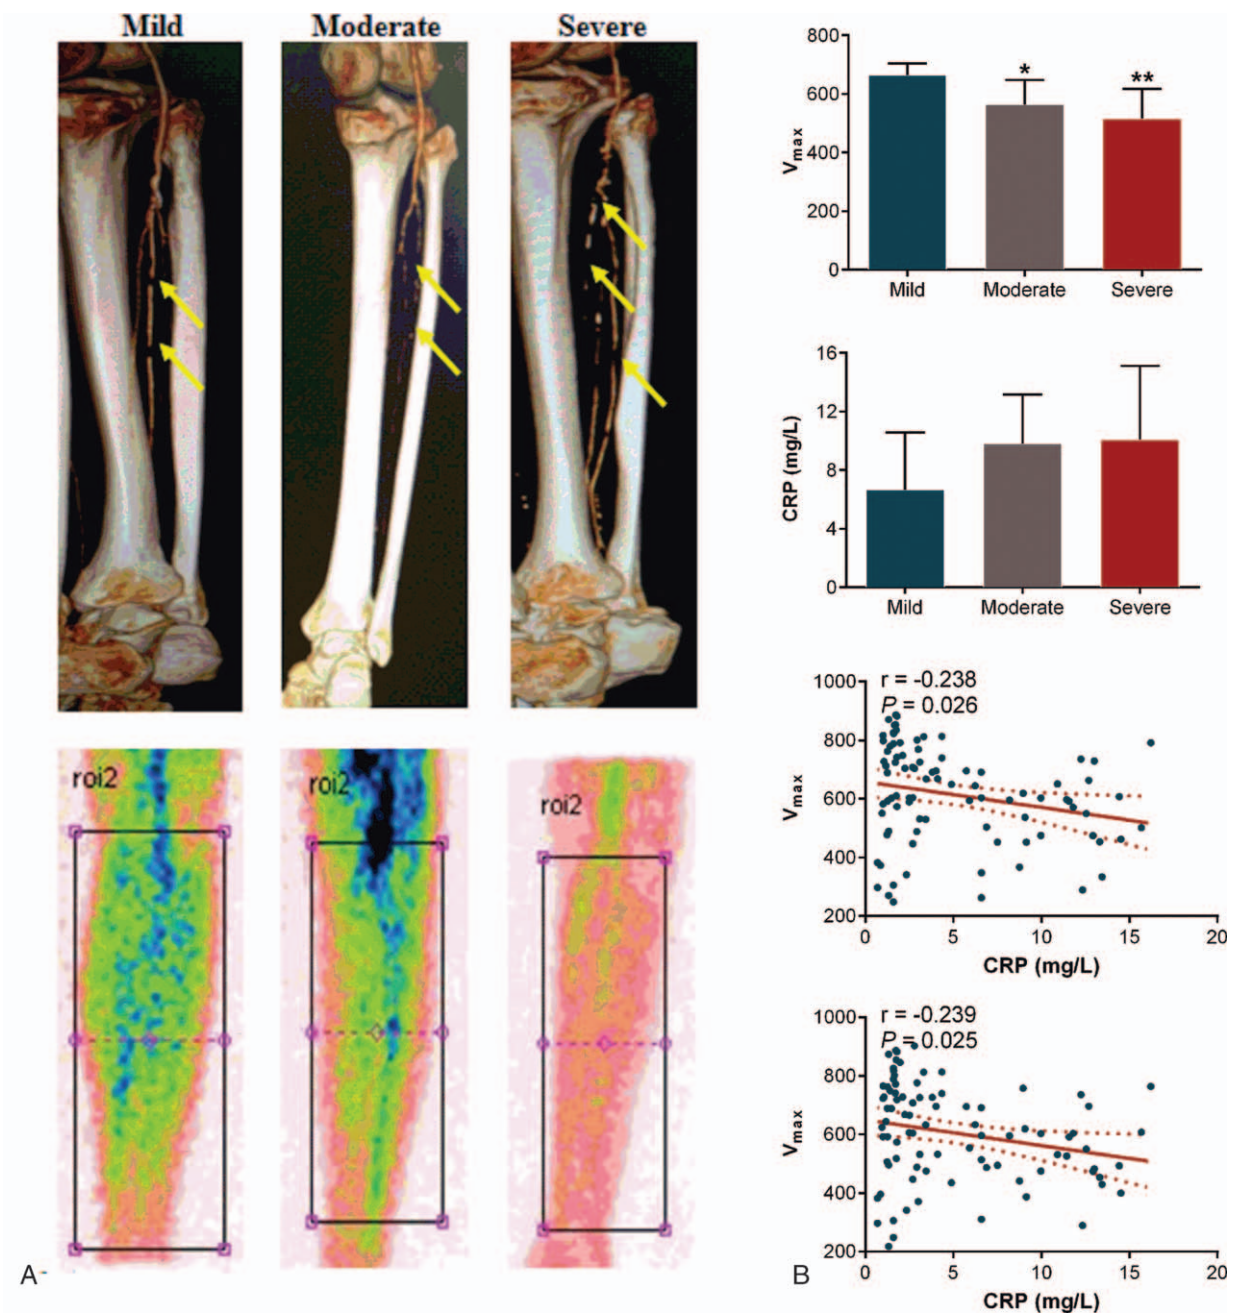 Mild Moderate Severe
roi2 roi2 roi2
A
800
600
400
200
0
Vmax
* **
Mild Moderate Severe
16
12
8
4
0
CRP (mg/L)
Mild Moderate Severe
r = -0.238
P = 0.026
1000
800
600
400
200
Vmax
0 5 10 15 20
CRP (mg/L)
r = -0.239
P = 0.025
1000
800
600
400
200
Vmax
0 5 10 15 20
CRP (mg/L)
B